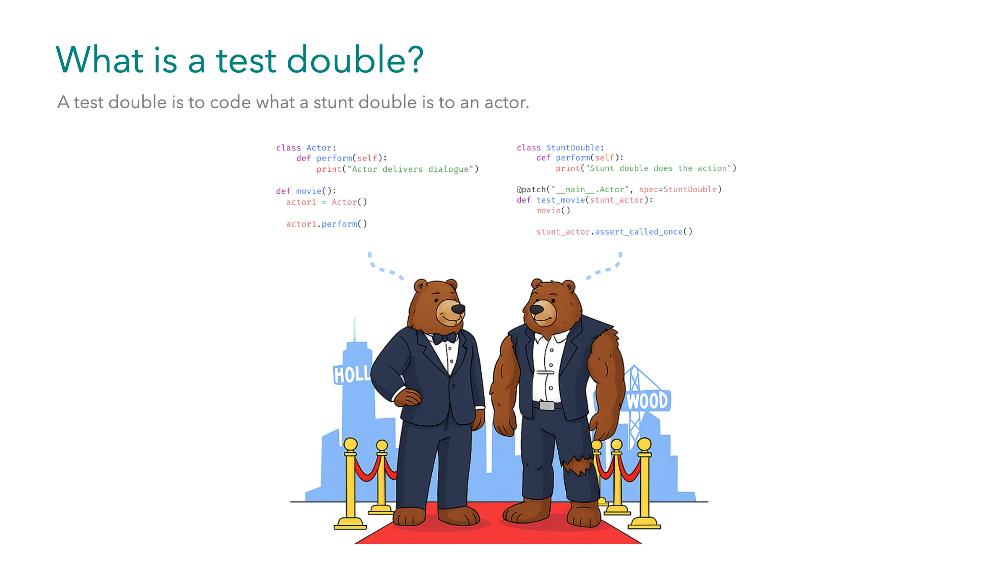 What is a test double?
A test double is to code what a stunt double is to an actor.
class Actor:
    def perform(self):
        print("Actor delivers dialogue")

def movie():
  actor1 = Actor()

  actor1.perform()
class StuntDouble:
    def perform(self):
        print("Stunt double does the action")

@patch("__main__.Actor", spec=StuntDouble)
def test_movie(stunt_actor):
    movie()

    stunt_actor.assert_called_once()
HOLL
WOOD